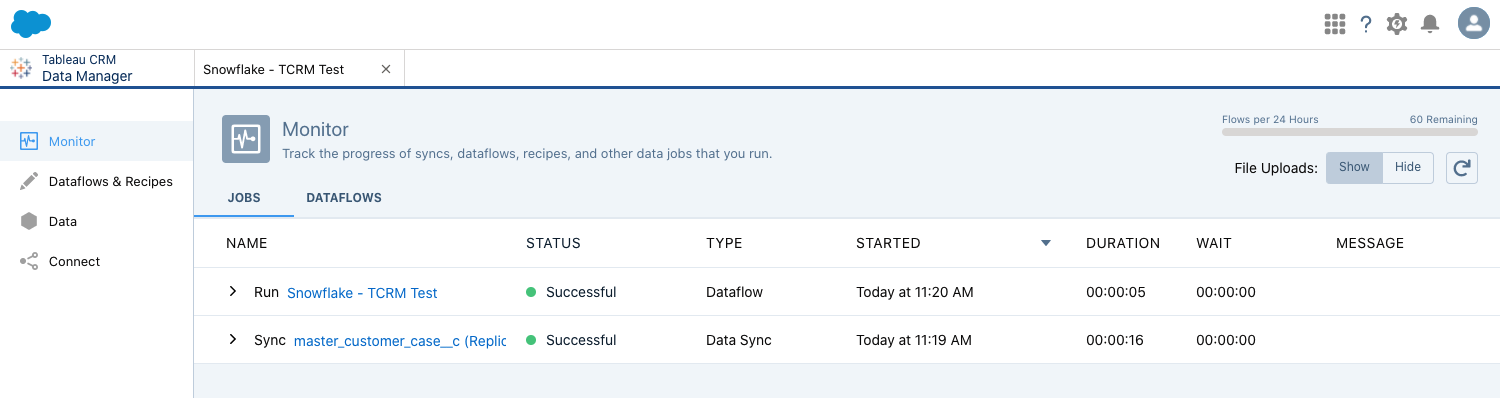 ?
Tableau CRM
Data Manager
Snowflake - TCRM Test
Monitor
Dataflows & Recipes
Data
Connect
Monitor
Track the progress of syncs, dataflows, recipes, and other data jobs that you run.
Flows per 24 Hours 60 Remaining
File Uploads: Show Hide
JOBS DATAFLOWS
NAME STATUS TYPE STARTED DURATION WAIT MESSAGE
Run Snowflake - TCRM Test Successful Dataflow Today at 11:20 AM 00:00:05 00:00:00
Sync master_customer_case__c (Replic Successful Data Sync Today at 11:19 AM 00:00:16 00:00:00